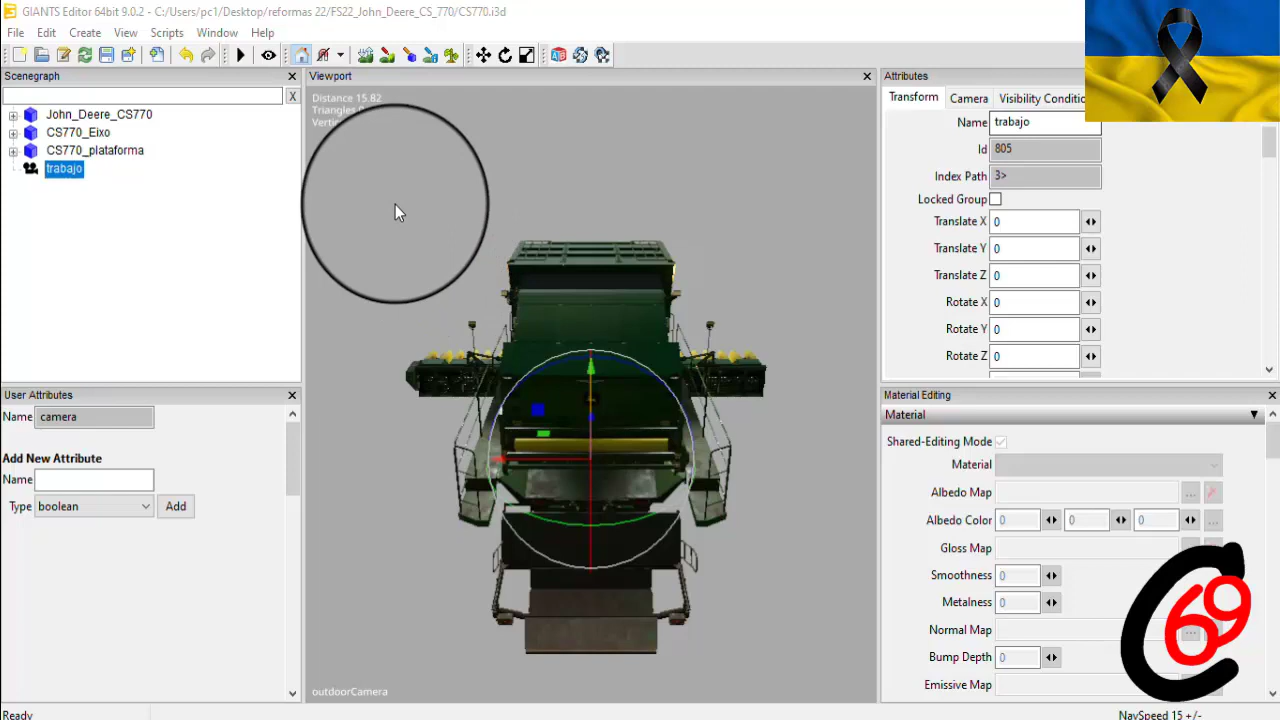 GIANTS Editor 64bit 9.0.2 - C:/Users/pc1/Desktop/reformas 22/FS22_John_Deere_CS_770/CS770.i3d
File Edit Create View Scripts Window Help
Scenegraph
X
John_Deere_CS770
CS770_Eixo
CS770_plataforma
trabajo
User Attributes
Name camera
Add New Attribute
Name
Type boolean Add
Viewport
Distance 15.82
Triangles
Vertic
outdoorCamera
Attributes
Transform Camera Visibility Conditio
Name trabajo
Id 805
Index Path 3>
Locked Group
Translate X 0
Translate Y 0
Translate Z 0
Rotate X 0
Rotate Y 0
Rotate Z 0
Material Editing
Material
Shared-Editing Mode
Material
Albedo Map ...
Albedo Color 0 0 0 ...
Gloss Map
Smoothness 0
Metalness 0
Normal Map ...
Bump Depth 0
Emissive Map
C69
Ready
NavSpeed 15 +/-